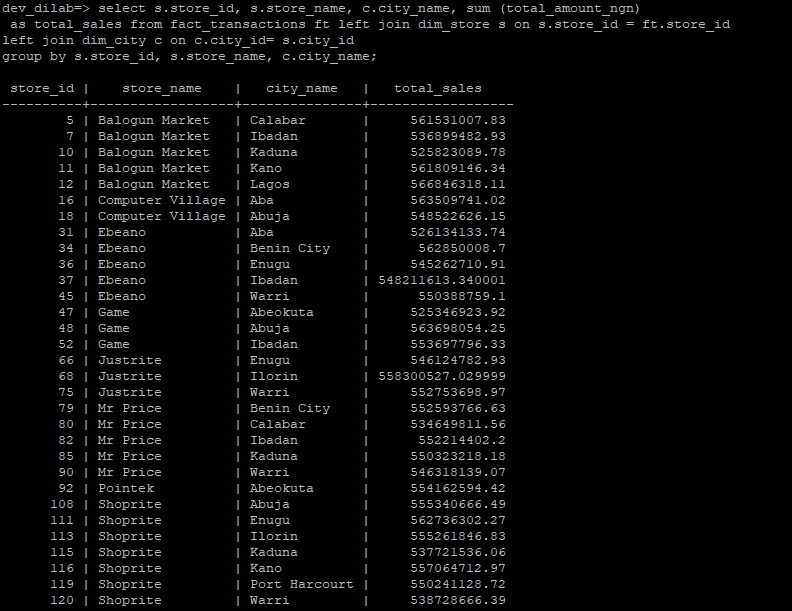 dev_dilab=> select s.store_id, s.store_name, c.city_name, sum (total_amount_ngn)
 as total_sales from fact_transactions ft left join dim_store s on s.store_id = ft.store_id
left join dim_city c on c.city_id= s.city_id
group by s.store_id, s.store_name, c.city_name;
 store_id |    store_name    |   city_name   |   total_sales
----------+------------------+---------------+------------------
        5 | Balogun Market   | Calabar       |     561531007.83
        7 | Balogun Market   | Ibadan        |     536899482.93
       10 | Balogun Market   | Kaduna        |     525823089.78
       11 | Balogun Market   | Kano          |     561809146.34
       12 | Balogun Market   | Lagos         |     566846318.11
       16 | Computer Village | Aba           |     563509741.02
       18 | Computer Village | Abuja         |     548522626.15
       31 | Ebeano           | Aba           |     526134133.74
       34 | Ebeano           | Benin City    |      562850008.7
       36 | Ebeano           | Enugu         |     545262710.91
       37 | Ebeano           | Ibadan        | 548211613.340001
       45 | Ebeano           | Warri         |      550388759.1
       47 | Game             | Abeokuta      |     525346923.92
       48 | Game             | Abuja         |     563698054.25
       52 | Game             | Ibadan        |     553697796.33
       66 | Justrite         | Enugu         |     546124782.93
       68 | Justrite         | Ilorin        | 558300527.029999
       75 | Justrite         | Warri         |     552753698.97
       79 | Mr Price         | Benin City    |     552593766.63
       80 | Mr Price         | Calabar       |     534649811.56
       82 | Mr Price         | Ibadan        |      552214402.2
       85 | Mr Price         | Kaduna        |     550323218.18
       90 | Mr Price         | Warri         |     546318139.07
       92 | Pointek          | Abeokuta      |     554162594.42
      108 | Shoprite         | Abuja         |     555340666.49
      111 | Shoprite         | Enugu         |     562736302.27
      113 | Shoprite         | Ilorin        |     555261846.83
      115 | Shoprite         | Kaduna        |     537721536.06
      116 | Shoprite         | Kano          |     557064712.97
      119 | Shoprite         | Port Harcourt |     550241128.72
      120 | Shoprite         | Warri         |     538728666.39